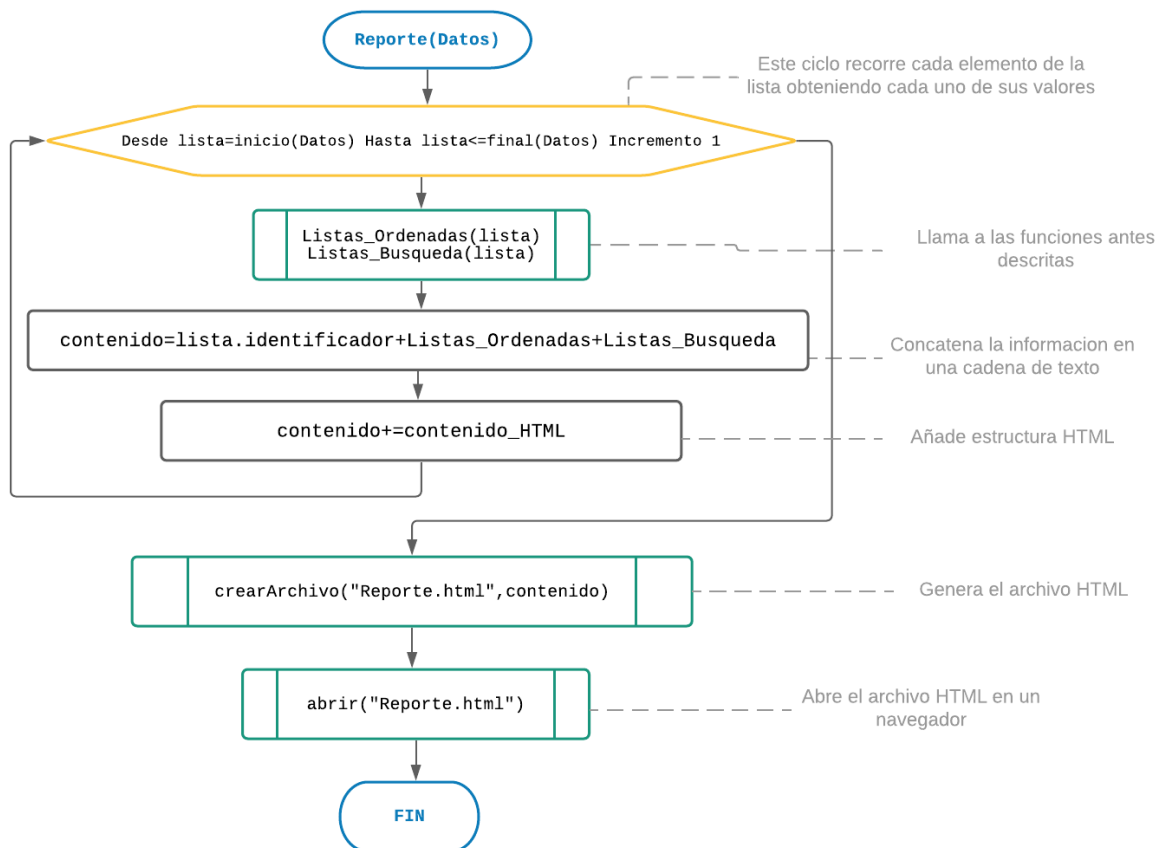 Reporte(Datos)
Este ciclo recorre cada elemento de la
lista obteniendo cada uno de sus valores
Desde lista=inicio(Datos) Hasta lista<=final(Datos) Incremento 1
Listas_Ordenadas(lista)
Listas_Busqueda(lista)
Llama a las funciones antes
descritas
contenido=lista.identificador+Listas_Ordenadas+Listas_Busqueda
Concatena la informacion en
una cadena de texto
contenido+=contenido_HTML
Añade estructura HTML
crearArchivo("Reporte.html",contenido)
Genera el archivo HTML
abrir("Reporte.html")
Abre el archivo HTML en un
navegador
FIN